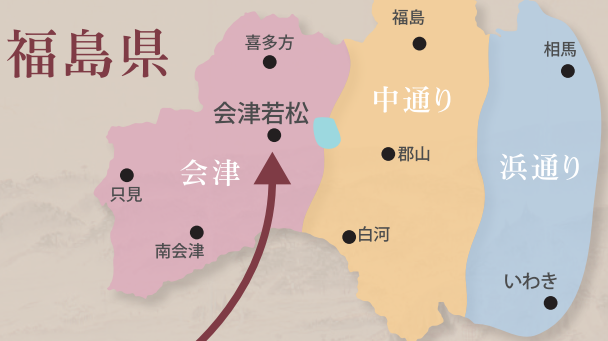 福島県
福島
喜多方
相馬
中通り
会津若松
郡山
浜通り
会津
只見
白河
南会津
いわき